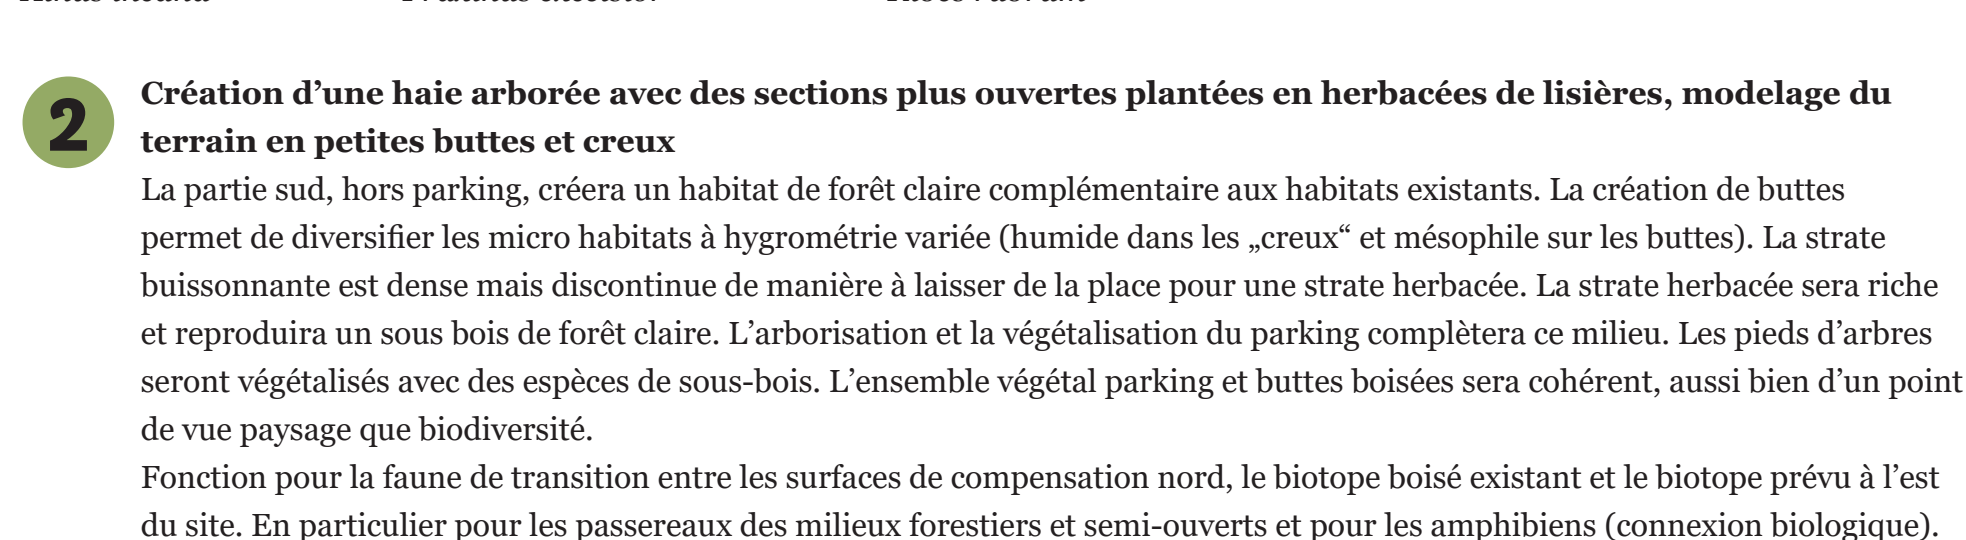 2
Création d’une haie arborée avec des sections plus ouvertes plantées en herbacées de lisières, modelage du
terrain en petites buttes et creux
La partie sud, hors parking, créera un habitat de forêt claire complémentaire aux habitats existants. La création de buttes
permet de diversifier les micro habitats à hygrométrie variée (humide dans les „creux“ et mésophile sur les buttes). La strate
buissonnante est dense mais discontinue de manière à laisser de la place pour une strate herbacée. La strate herbacée sera riche
et reproduira un sous bois de forêt claire. L’arborisation et la végétalisation du parking complètera ce milieu. Les pieds d’arbres
seront végétalisés avec des espèces de sous-bois. L’ensemble végétal parking et buttes boisées sera cohérent, aussi bien d’un point
de vue paysage que biodiversité.
Fonction pour la faune de transition entre les surfaces de compensation nord, le biotope boisé existant et le biotope prévu à l’est
du site. En particulier pour les passereaux des milieux forestiers et semi-ouverts et pour les amphibiens (connexion biologique).